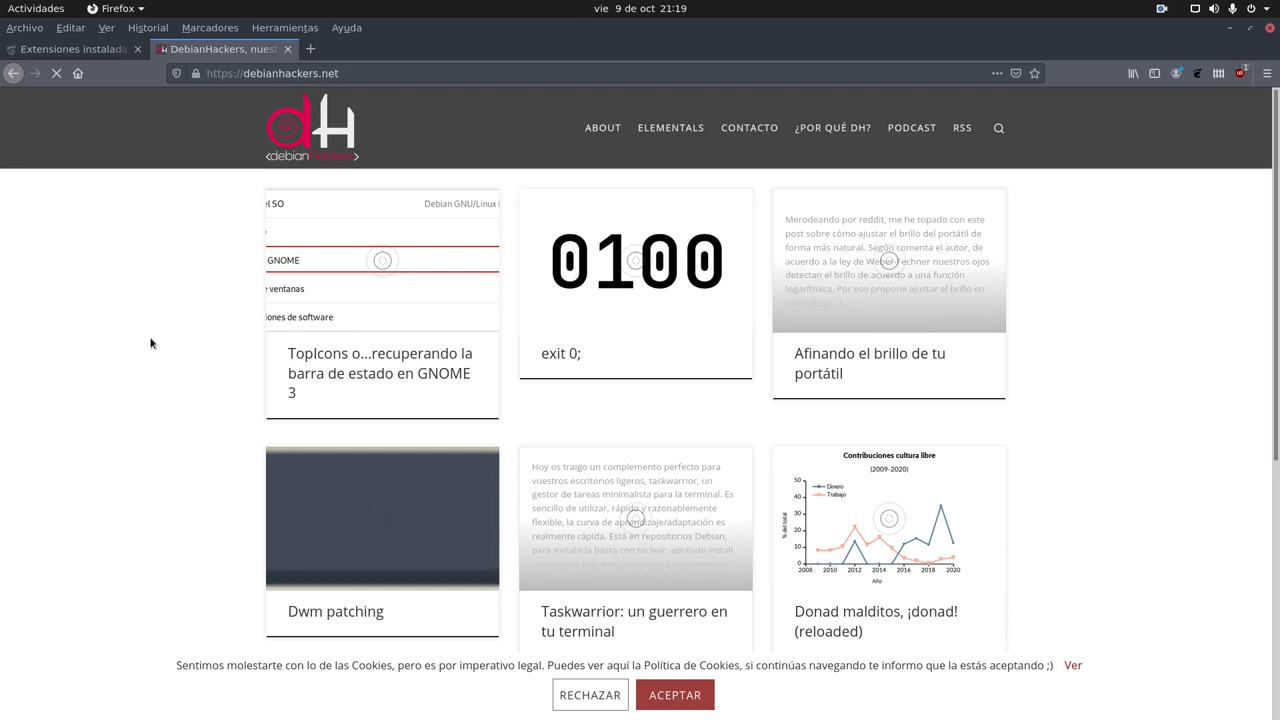 Actividades Firefox vie 9 de oct 21:19
Archivo Editar Ver Historial Marcadores Herramientas Ayuda
Extensiones instalada DebianHackers, nuest
https://debianhackers.net 1
dH ABOUT ELEMENTALS CONTACTO ¿POR QUÉ DH? PODCAST RSS
<debianhackers>
el SO Debian GNU/Linux
GNOME
e ventanas
iones de software
TopIcons o...recuperando la
barra de estado en GNOME
3
0100
exit 0;
Merodeando por reddit, me he topado con este
post sobre cómo ajustar el brillo del portátil de
forma más natural. Según comenta el autor, de
acuerdo a la ley de Weber-Fechner nuestros ojos
detectan el brillo de acuerdo a una función
logarítmica. Por eso propone ajustar el brillo en
intervalos [...]
Afinando el brillo de tu
portátil
Dwm patching
Hoy os traigo un complemento perfecto para
vuestros escritorios ligeros, taskwarrior, un
gestor de tareas minimalista para la terminal. Es
sencillo de utilizar, rápido y razonablemente
flexible, la curva de aprendizaje/adaptación es
realmente rápida. Está en repositorios Debian,
para instalarla basta con teclear: aptitude install
Taskwarrior: un guerrero en
tu terminal
Contribuciones cultura libre
(2009-2020)
Dinero
Trabajo
% del total
50
40
30
20
10
0
2008 2010 2012 2014 2016 2018 2020
Año
Donad malditos, ¡donad!
(reloaded)
Sentimos molestarte con lo de las Cookies, pero es por imperativo legal. Puedes ver aquí la Política de Cookies, si continúas navegando te informo que la estás aceptando ;) Ver
RECHAZAR ACEPTAR